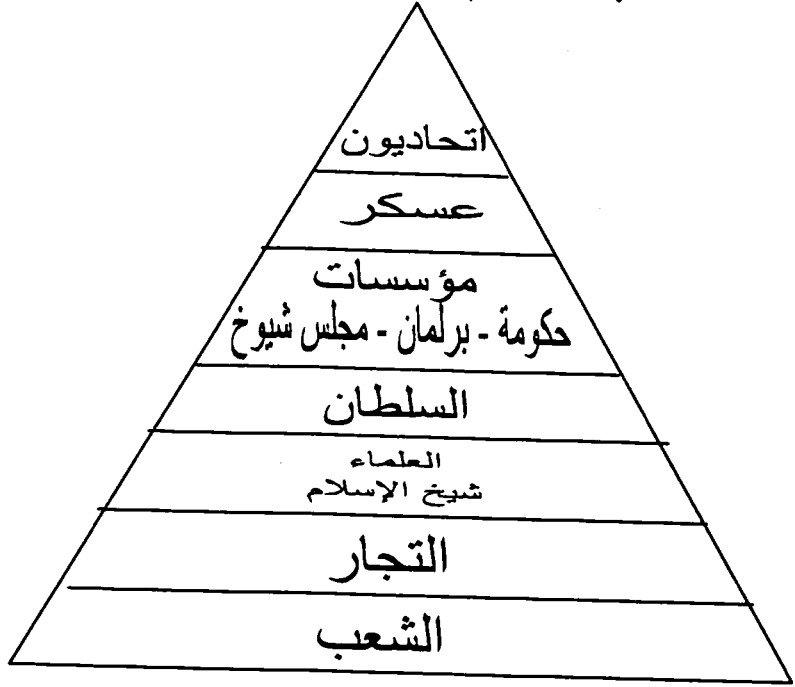 اتحاديون
عسكر
مؤسسات
حكومة - برلمان - مجلس شيوخ
السلطان
العلماء
شيخ الإسلام
التجار
الشعب